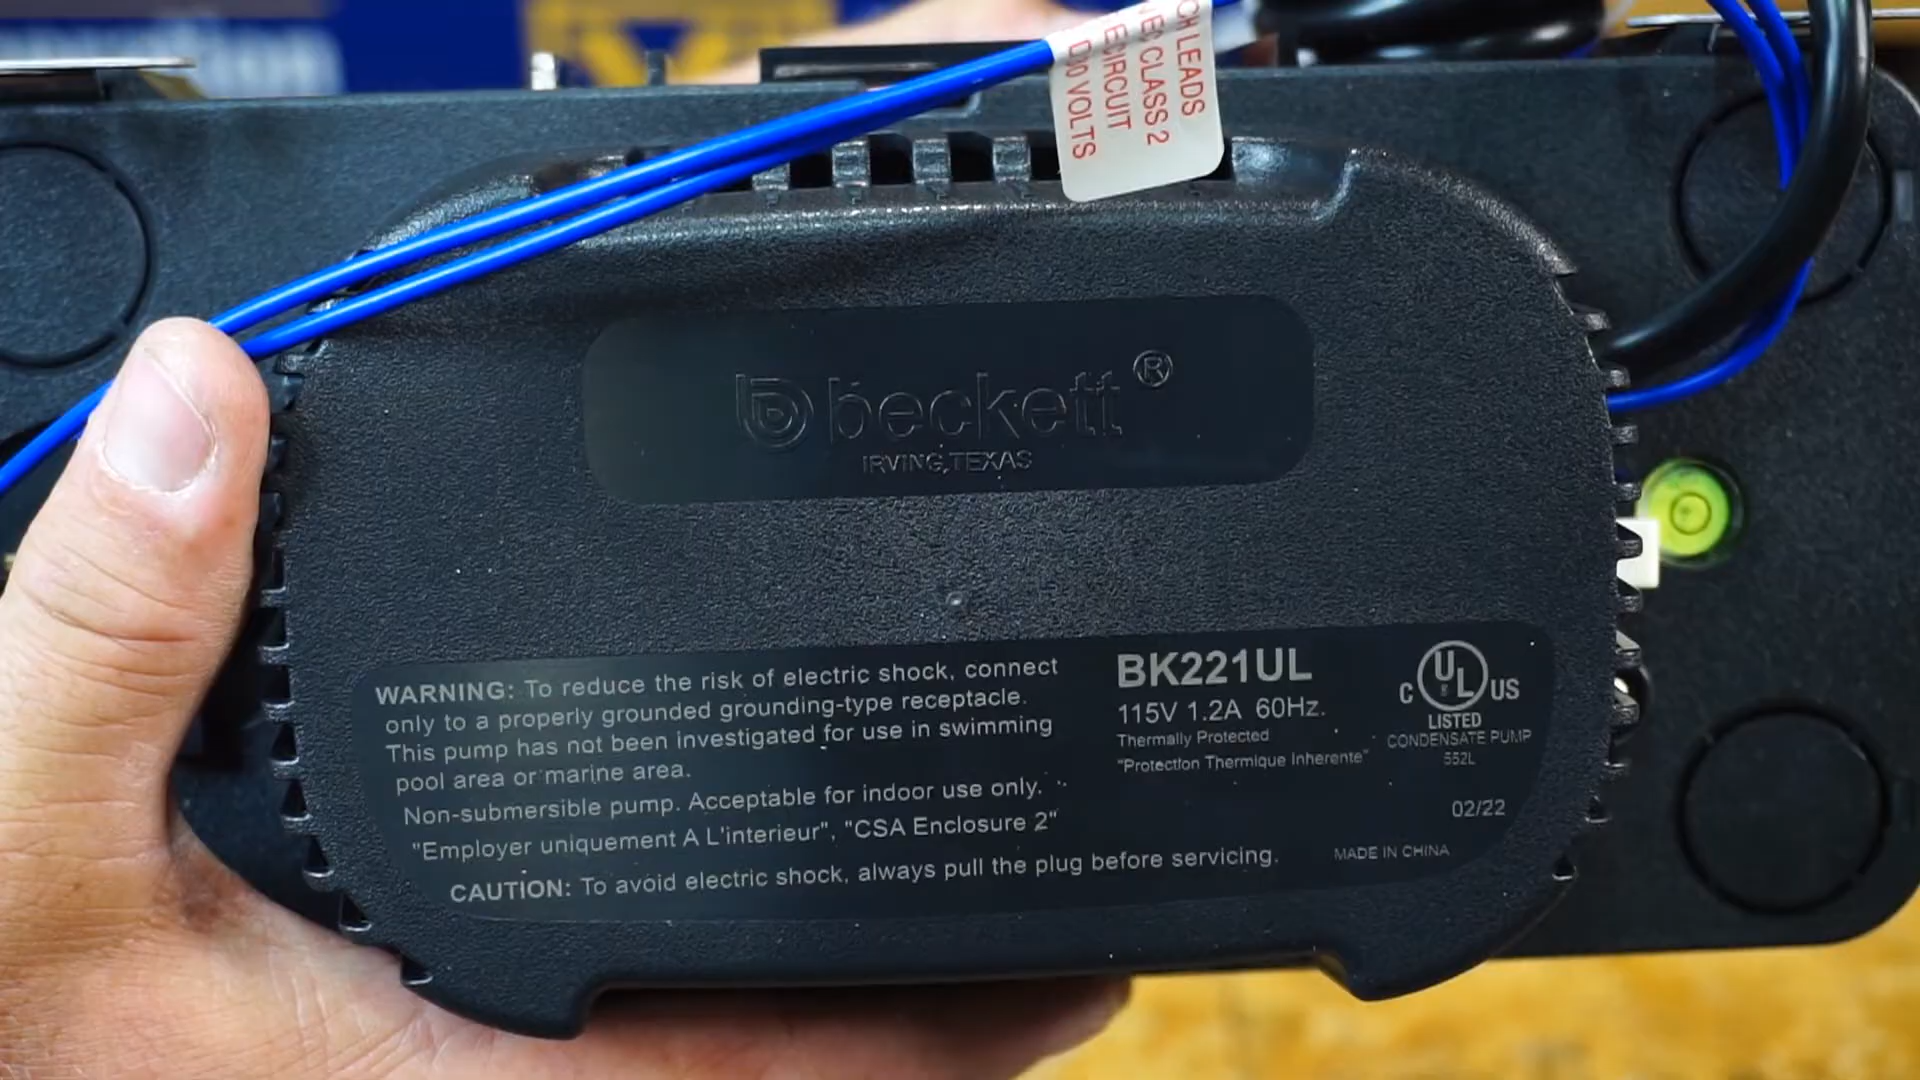 CH LEADS
CLASS 2
CIRCUIT
VOLTS
beckett®
IRVING, TEXAS
WARNING: To reduce the risk of electric shock, connect
only to a properly grounded grounding-type receptacle.
This pump has not been investigated for use in swimming
pool area or marine area.
Non-submersible pump. Acceptable for indoor use only.
"Employer uniquement A L'interieur", "CSA Enclosure 2"
CAUTION: To avoid electric shock, always pull the plug before servicing.
BK221UL
115V 1.2A 60Hz.
Thermally Protected
"Protection Thermique Inherente"
C UL US
LISTED
CONDENSATE PUMP
552L
02/22
MADE IN CHINA